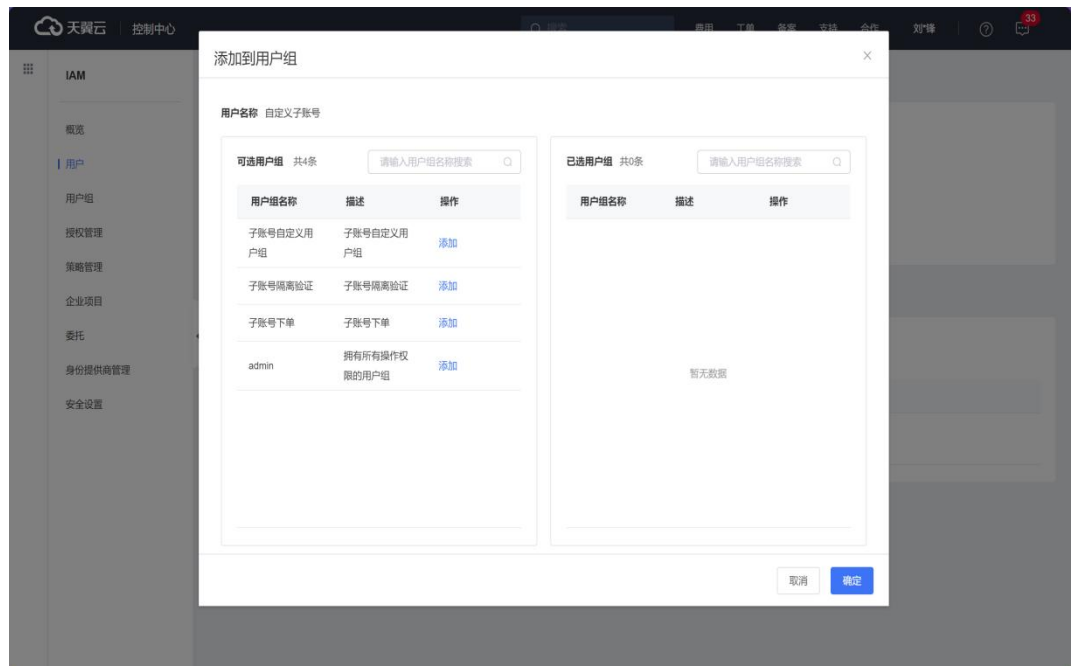 天翼云 控制中心 搜索 费用 工单 备案 支持 合作 刘*锋 33
IAM
概览
用户
用户组
授权管理
策略管理
企业项目
委托
身份提供商管理
安全设置
添加到用户组
用户名称 自定义子账号
可选用户组 共4条 请输入用户组名称搜索
用户组名称 描述 操作
子账号自定义用户组 子账号自定义用户组 添加
子账号隔离验证 子账号隔离验证 添加
子账号下单 子账号下单 添加
admin 拥有所有操作权限的用户组 添加
已选用户组 共0条 请输入用户组名称搜索
用户组名称 描述 操作
暂无数据
取消 确定